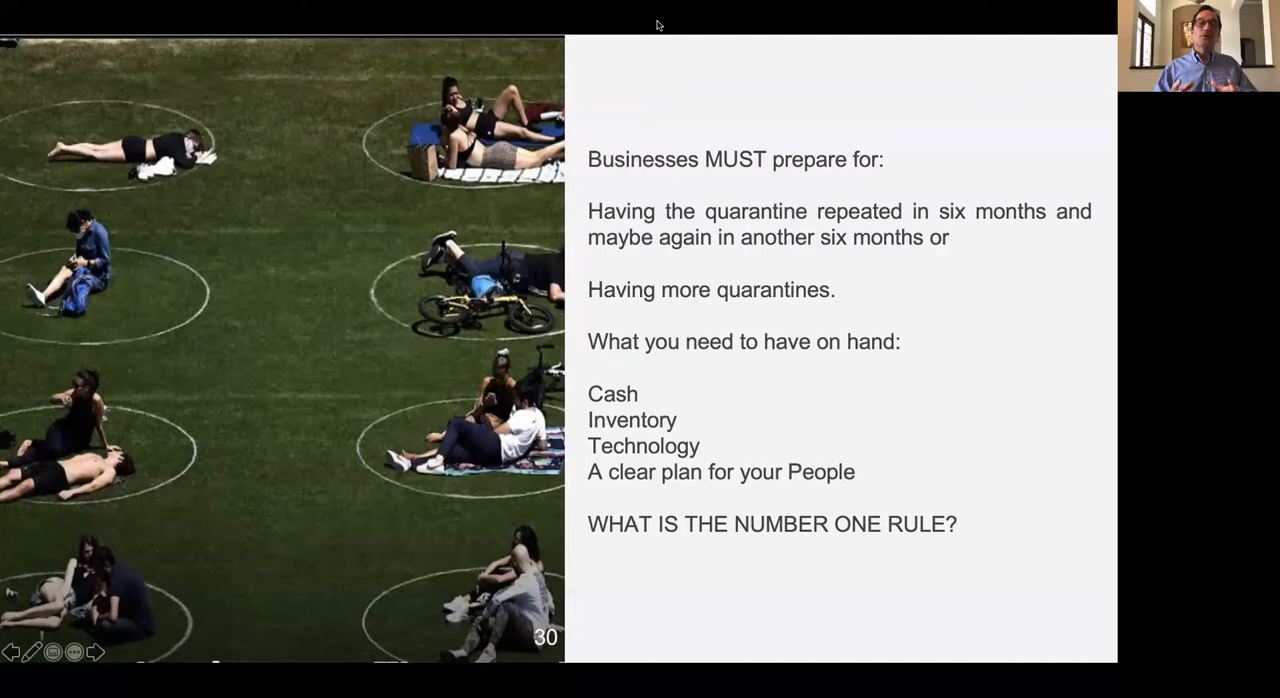 Businesses MUST prepare for:
Having the quarantine repeated in six months and
maybe again in another six months or
Having more quarantines.
What you need to have on hand:
Cash
Inventory
Technology
A clear plan for your People
WHAT IS THE NUMBER ONE RULE?
30